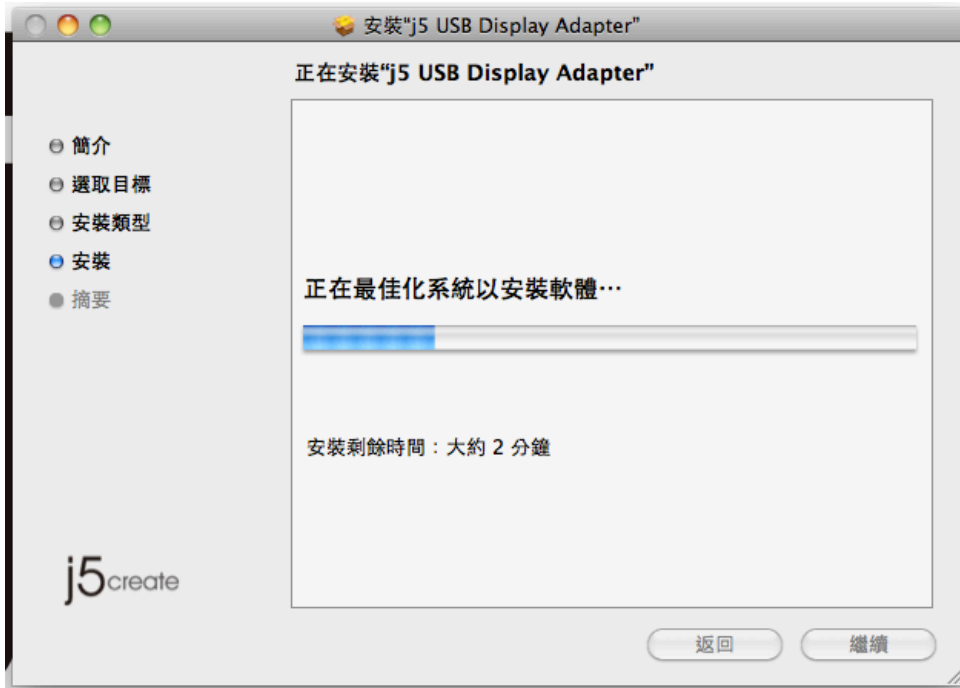 安裝“j5 USB Display Adapter”
正在安裝“j5 USB Display Adapter”
簡介
選取目標
安裝類型
安裝
摘要
正在最佳化系統以安裝軟體…
安裝剩餘時間：大約 2 分鐘
j5create
返回
繼續